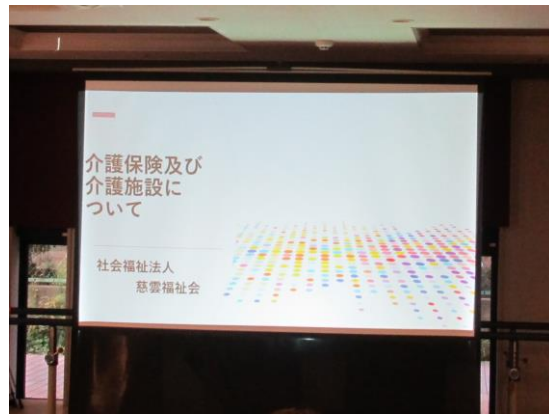 介護保険及び
介護施設に
ついて
社会福祉法人
慈雲福祉会